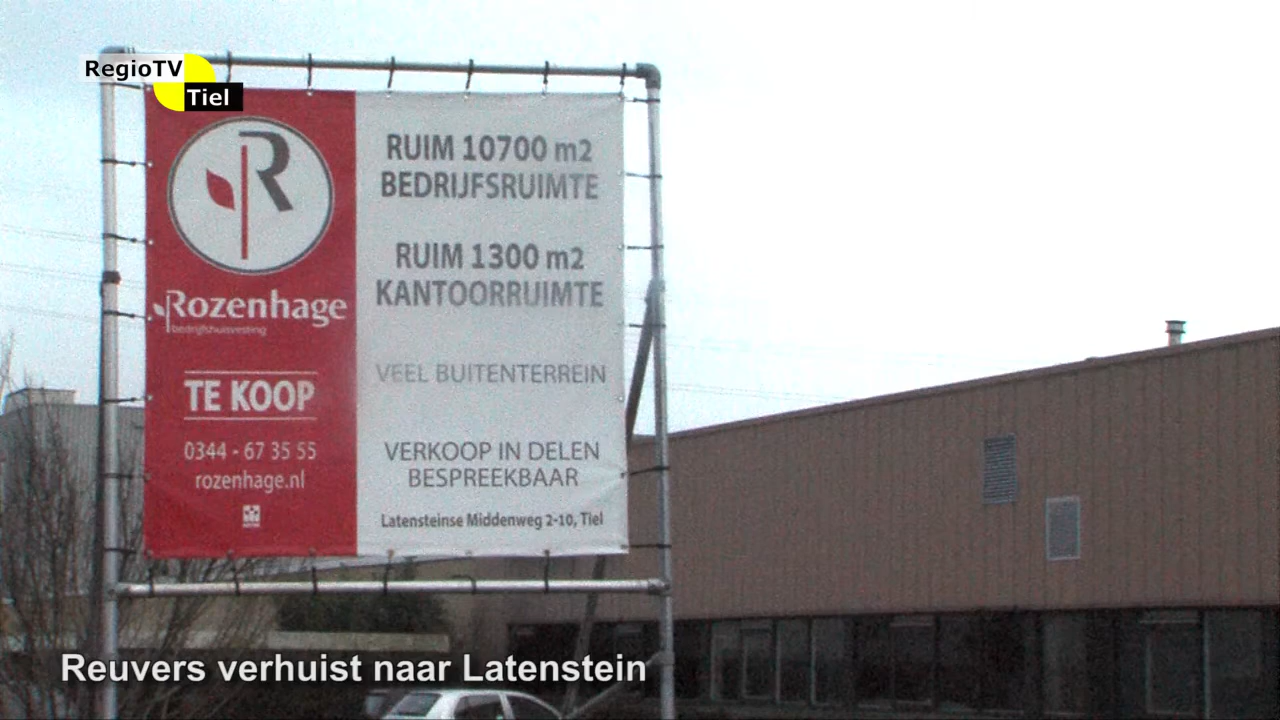 RegioTV
Tiel
R
Rozenhage
bedrijfshuisvesting
TE KOOP
0344 - 67 35 55
rozenhage.nl
RUIM 10700 m2
BEDRIJFSRUIMTE
RUIM 1300 m2
KANTOORRUIMTE
VEEL BUITENTERREIN
VERKOOP IN DELEN
BESPREEKBAAR
Latensteinse Middenweg 2-10, Tiel
Reuvers verhuist naar Latenstein